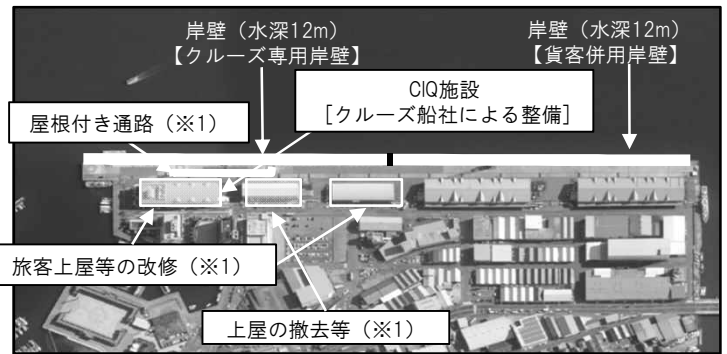 岸壁（水深12m）
【クルーズ専用岸壁】
岸壁（水深12m）
【貨客併用岸壁】
CIQ施設
［クルーズ船社による整備］
屋根付き通路（※1）
旅客上屋等の改修（※1）
上屋の撤去等（※1）